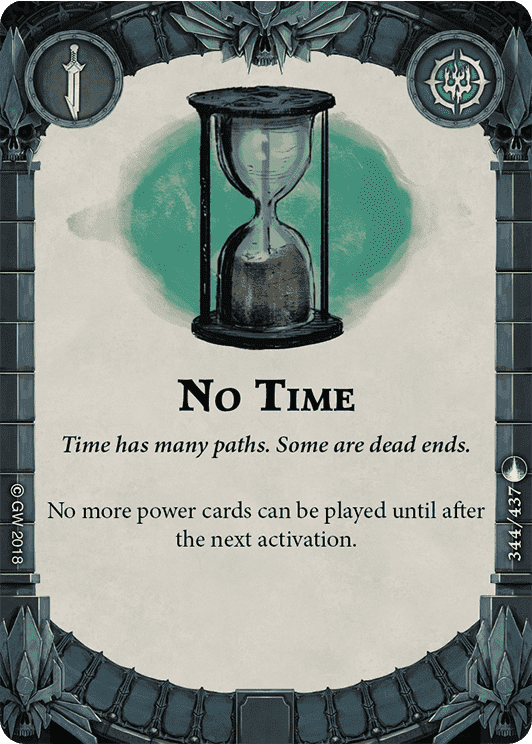 No Time
Time has many paths. Some are dead ends.
No more power cards can be played until after
the next activation.
© GW 2018
344/437